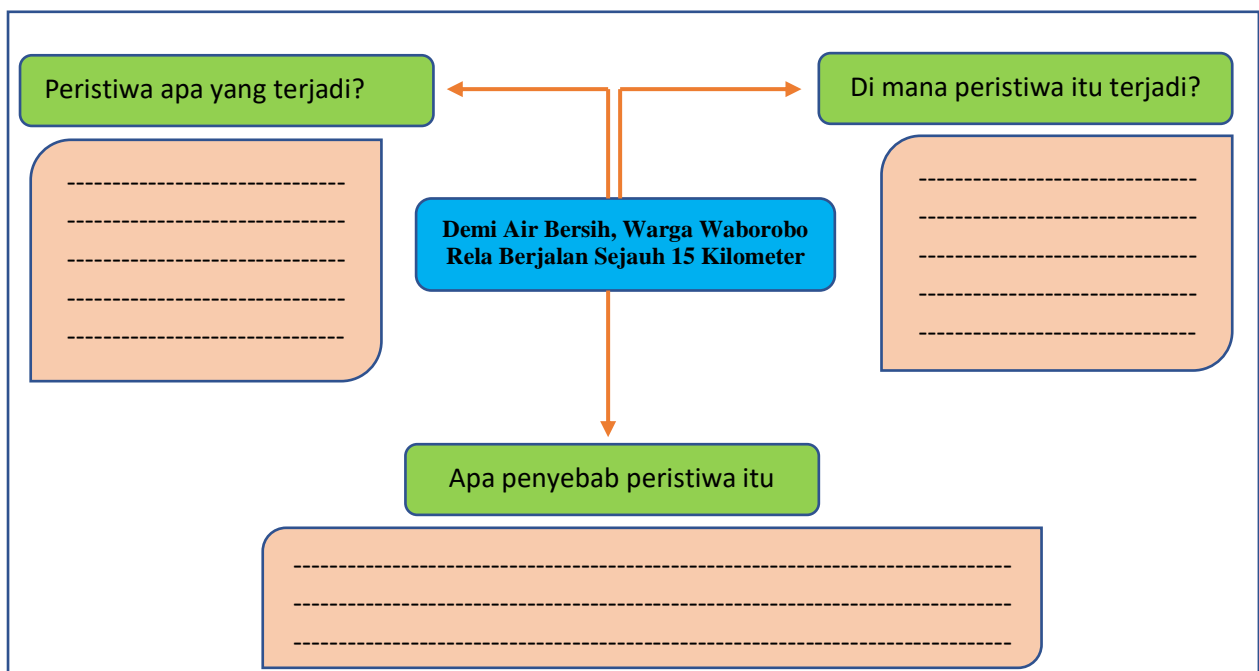 Peristiwa apa yang terjadi?
Di mana peristiwa itu terjadi?
-----------------------------
-----------------------------
-----------------------------
-----------------------------
-----------------------------
-----------------------------
-----------------------------
-----------------------------
-----------------------------
-----------------------------
Demi Air Bersih, Warga Waborobo
Rela Berjalan Sejauh 15 Kilometer
Apa penyebab peristiwa itu
---------------------------------------------------------------------------
---------------------------------------------------------------------------
---------------------------------------------------------------------------